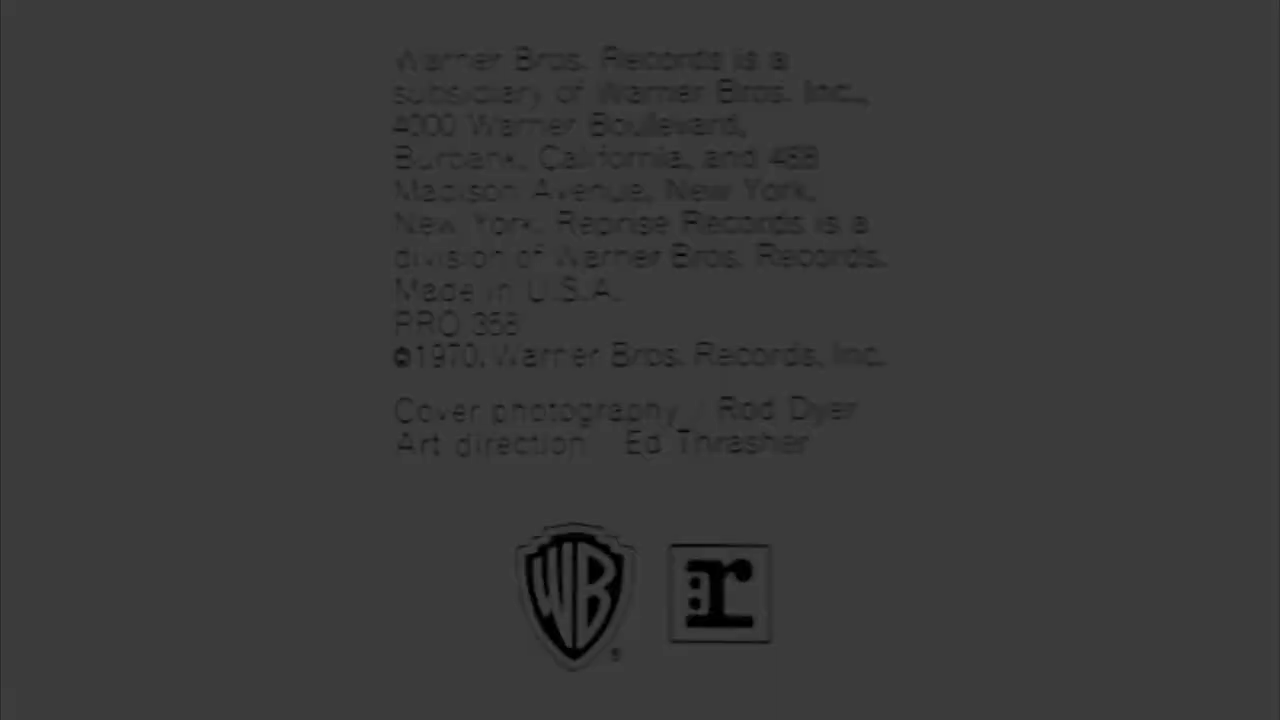 Warner Bros. Records is a
subsidiary of Warner Bros. Inc.,
4000 Warner Boulevard,
Burbank, California, and 488
Madison Avenue, New York,
New York. Reprise Records is a
division of Warner Bros. Records.
Made in U.S.A.
PRO 358
©1970, Warner Bros. Records, Inc.
Cover photography / Rod Dyer
Art direction Ed Thrasher
WB
r